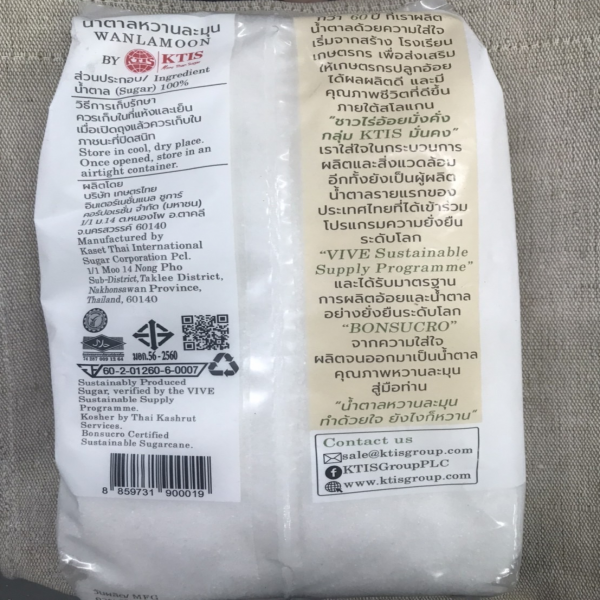 น้ำตาลหวานละมุน
WANLAMOON
BY KTIS KTIS
ส่วนประกอบ/ Ingredient
น้ำตาล (Sugar) 100%
วิธีการเก็บรักษา
ควรเก็บในที่แห้งและเย็น
เมื่อเปิดถุงแล้วควรเก็บใน
ภาชนะที่ปิดสนิท
Store in cool, dry place.
Once opened, store in an
airtight container.
ผลิตโดย
บริษัท เกษตรไทย
อินเตอร์เนชั่นแนล ชูการ์
คอร์ปอเรชั่น จำกัด (มหาชน)
1/1 ม.14 ต.หนองโพ อ.ตาคลี
จ.นครสวรรค์ 60140
Manufactured by
Kaset Thai International
Sugar Corporation Pcl.
1/1 Moo 14 Nong Pho
Sub-District, Taklee District,
Nakhonsawan Province,
Thailand, 60140
มอก.56-2560
60-2-01260-6-0007
Sustainably Produced
Sugar, verified by the VIVE
Sustainable Supply
Programme.
Kosher by Thai Kashrut
Services.
Bonsucro Certified
Sustainable Sugarcane.
8 859731 900019
กว่า 60 ปี ที่เราผลิต
น้ำตาลด้วยความใส่ใจ
เริ่มจากสร้าง โรงเรียน
เกษตรกร เพื่อส่งเสริม
ให้เกษตรกรปลูกอ้อย
ได้ผลผลิตดี และมี
คุณภาพชีวิตที่ดีขึ้น
ภายใต้สโลแกน
"ชาวไร่อ้อยมั่งคั่ง
กลุ่ม KTIS มั่นคง"
เราใส่ใจในกระบวนการ
ผลิตและสิ่งแวดล้อม
อีกทั้งยังเป็นผู้ผลิต
น้ำตาลรายแรกของ
ประเทศไทยที่ได้เข้าร่วม
โปรแกรมความยั่งยืน
ระดับโลก
"VIVE Sustainable
Supply Programme"
และได้รับมาตรฐาน
การผลิตอ้อยและน้ำตาล
อย่างยั่งยืนระดับโลก
"BONSUCRO"
จากความใส่ใจ
ผลิตจนออกมาเป็นน้ำตาล
คุณภาพหวานละมุน
สู่มือท่าน
"น้ำตาลหวานละมุน
ทำด้วยใจ ยังไงก็หวาน"
Contact us
sale@ktisgroup.com
KTISGroupPLC
www.ktisgroup.com